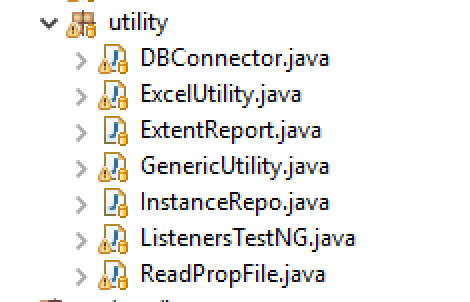 utility
DBConnector.java
ExcelUtility.java
ExtentReport.java
GenericUtility.java
InstanceRepo.java
ListenersTestNG.java
ReadPropFile.java